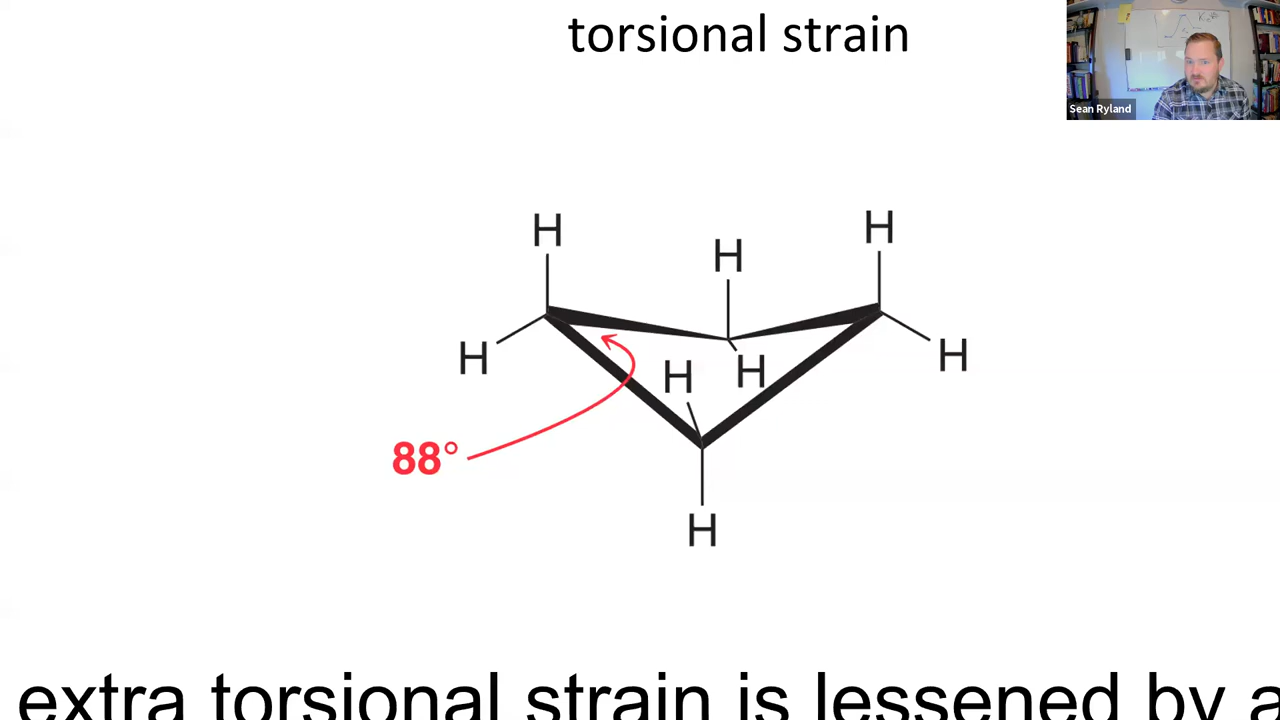 torsional strain
Sean Ryland
H
H
H
H
H
H
H
H
88°
extra torsional strain is lessened by a